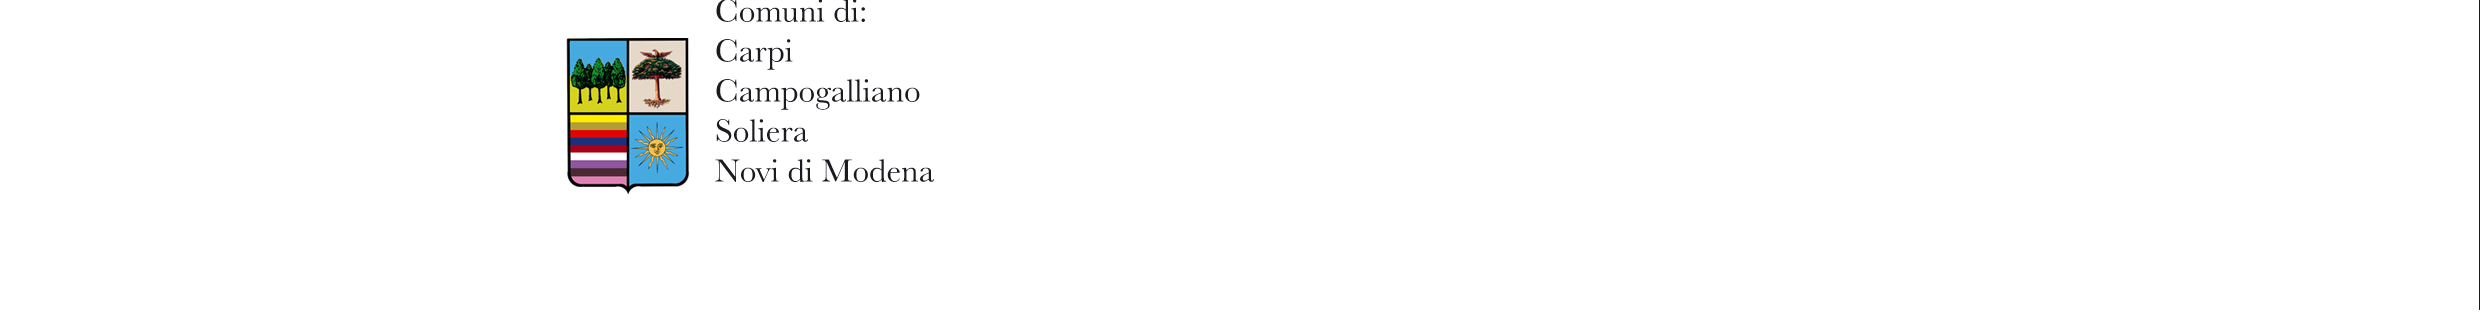 Comuni di:
Carpi
Campogalliano
Soliera
Novi di Modena